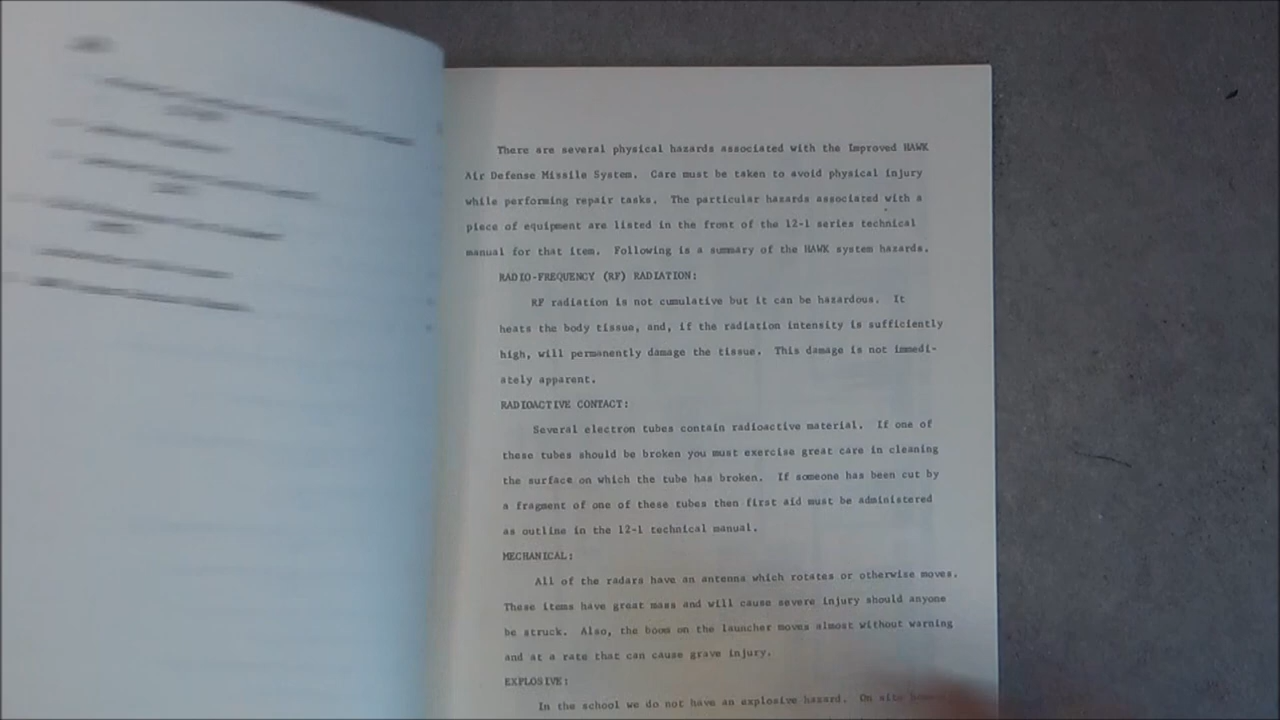 There are several physical hazards associated with the Improved HAWK
Air Defense Missile System. Care must be taken to avoid physical injury
while performing repair tasks. The particular hazards associated with a
piece of equipment are listed in the front of the 12-1 series technical
manual for that item. Following is a summary of the HAWK system hazards.
RADIO-FREQUENCY (RF) RADIATION:
RF radiation is not cumulative but it can be hazardous. It
heats the body tissue, and, if the radiation intensity is sufficiently
high, will permanently damage the tissue. This damage is not immedi-
ately apparent.
RADIOACTIVE CONTACT:
Several electron tubes contain radioactive material. If one of
these tubes should be broken you must exercise great care in cleaning
the surface on which the tube has broken. If someone has been cut by
a fragment of one of these tubes then first aid must be administered
as outline in the 12-1 technical manual.
MECHANICAL:
All of the radars have an antenna which rotates or otherwise moves.
These items have great mass and will cause severe injury should anyone
be struck. Also, the boom on the launcher moves almost without warning
and at a rate that can cause grave injury.
EXPLOSIVE:
In the school we do not have an explosive hazard. On site